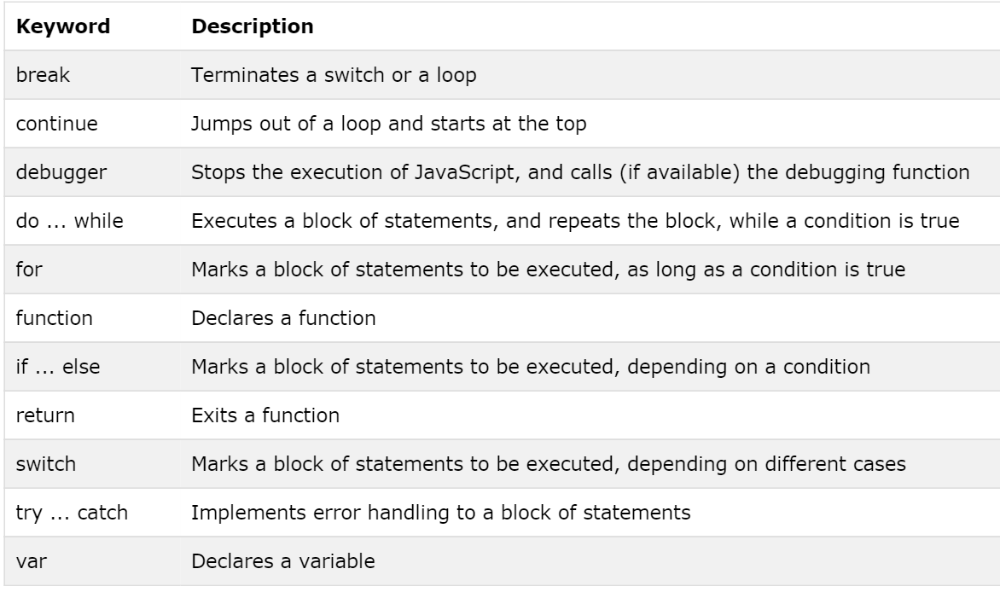 Keyword Description
break Terminates a switch or a loop
continue Jumps out of a loop and starts at the top
debugger Stops the execution of JavaScript, and calls (if available) the debugging function
do ... while Executes a block of statements, and repeats the block, while a condition is true
for Marks a block of statements to be executed, as long as a condition is true
function Declares a function
if ... else Marks a block of statements to be executed, depending on a condition
return Exits a function
switch Marks a block of statements to be executed, depending on different cases
try ... catch Implements error handling to a block of statements
var Declares a variable